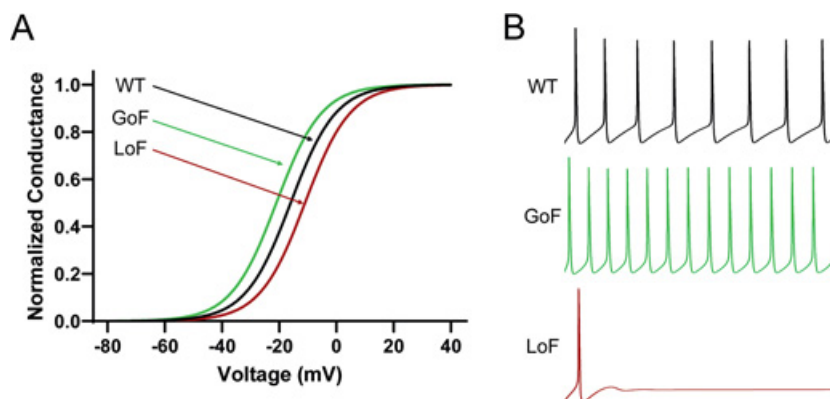 A
WT
GoF
LoF
Normalized Conductance
1.0
0.8
0.6
0.4
0.2
0.0
-80 -60 -40 -20 0 20 40
Voltage (mV)
B
WT
GoF
LoF